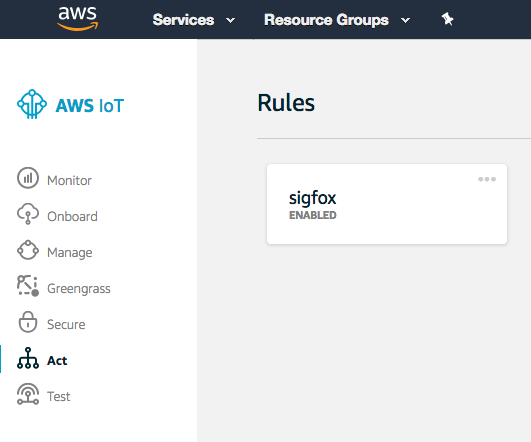 aws Services Resource Groups
AWS IoT
Rules
sigfox
ENABLED
Monitor
Onboard
Manage
Greengrass
Secure
Act
Test